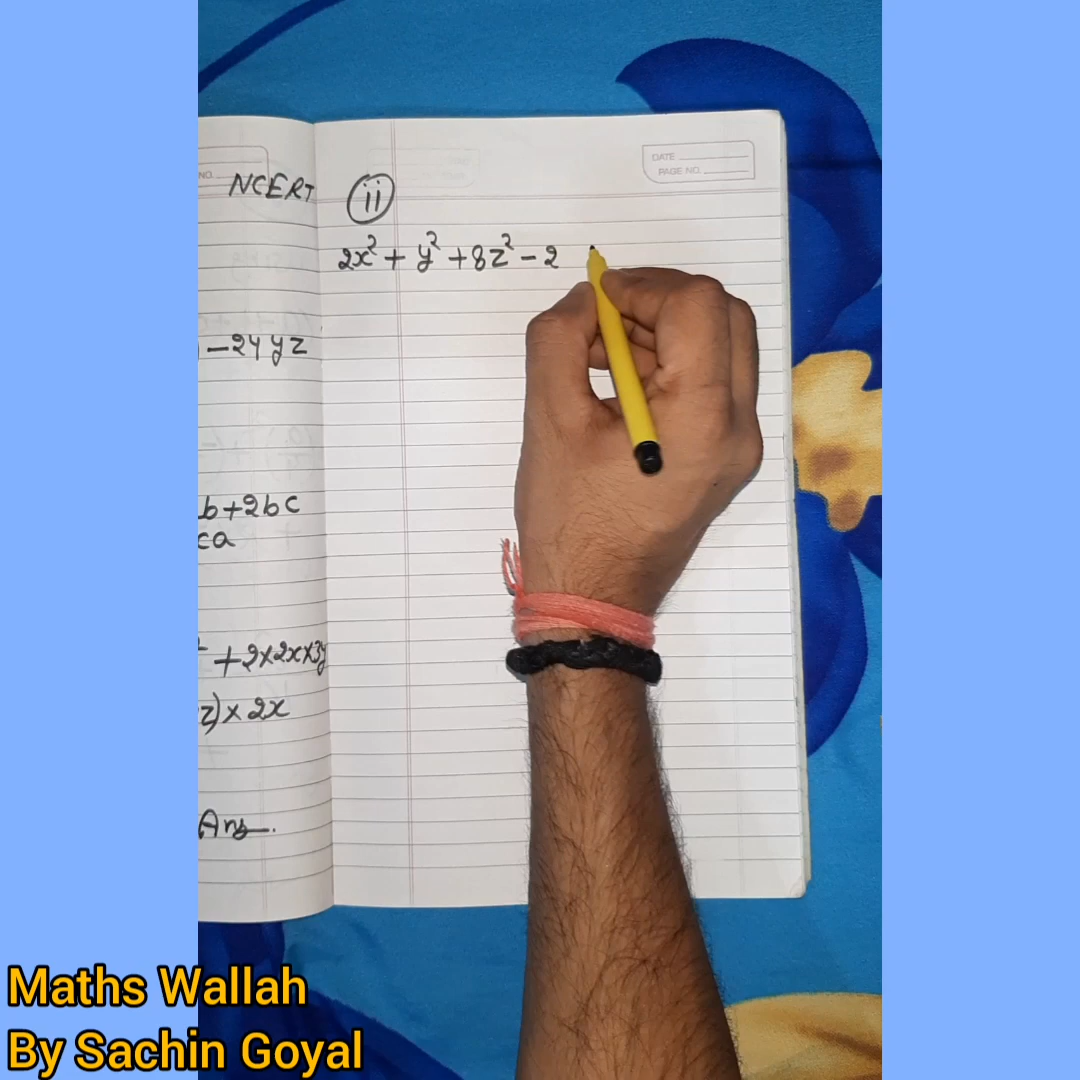 NO.
NCERT
– 24yz
b+2bc
ca
+2×2x×3y
z)×2x
Ans.
DATE
PAGE NO.
ii
2x²+y²+8z²-2
Maths Wallah
By Sachin Goyal